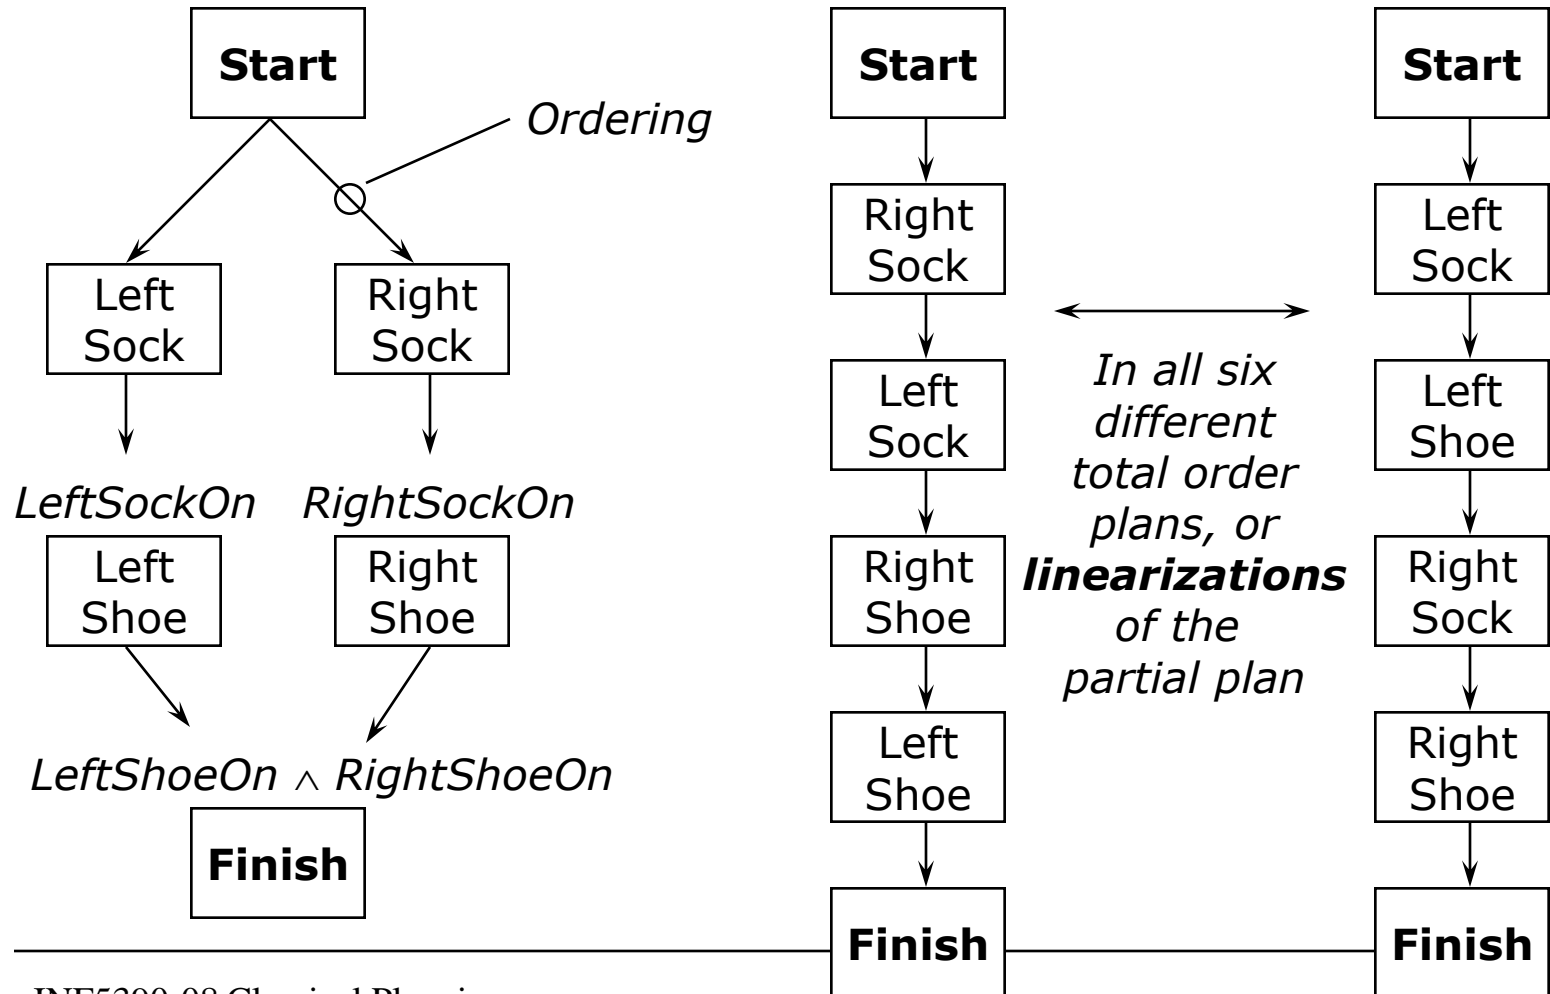 Start
Ordering
Left
Sock
Right
Sock
LeftSockOn
RightSockOn
Left
Shoe
Right
Shoe
LeftShoeOn ∧ RightShoeOn
Finish
Start
Right
Sock
Left
Sock
Right
Shoe
Left
Shoe
Finish
In all six
different
total order
plans, or
linearizations
of the
partial plan
Start
Left
Sock
Left
Shoe
Right
Sock
Right
Shoe
Finish